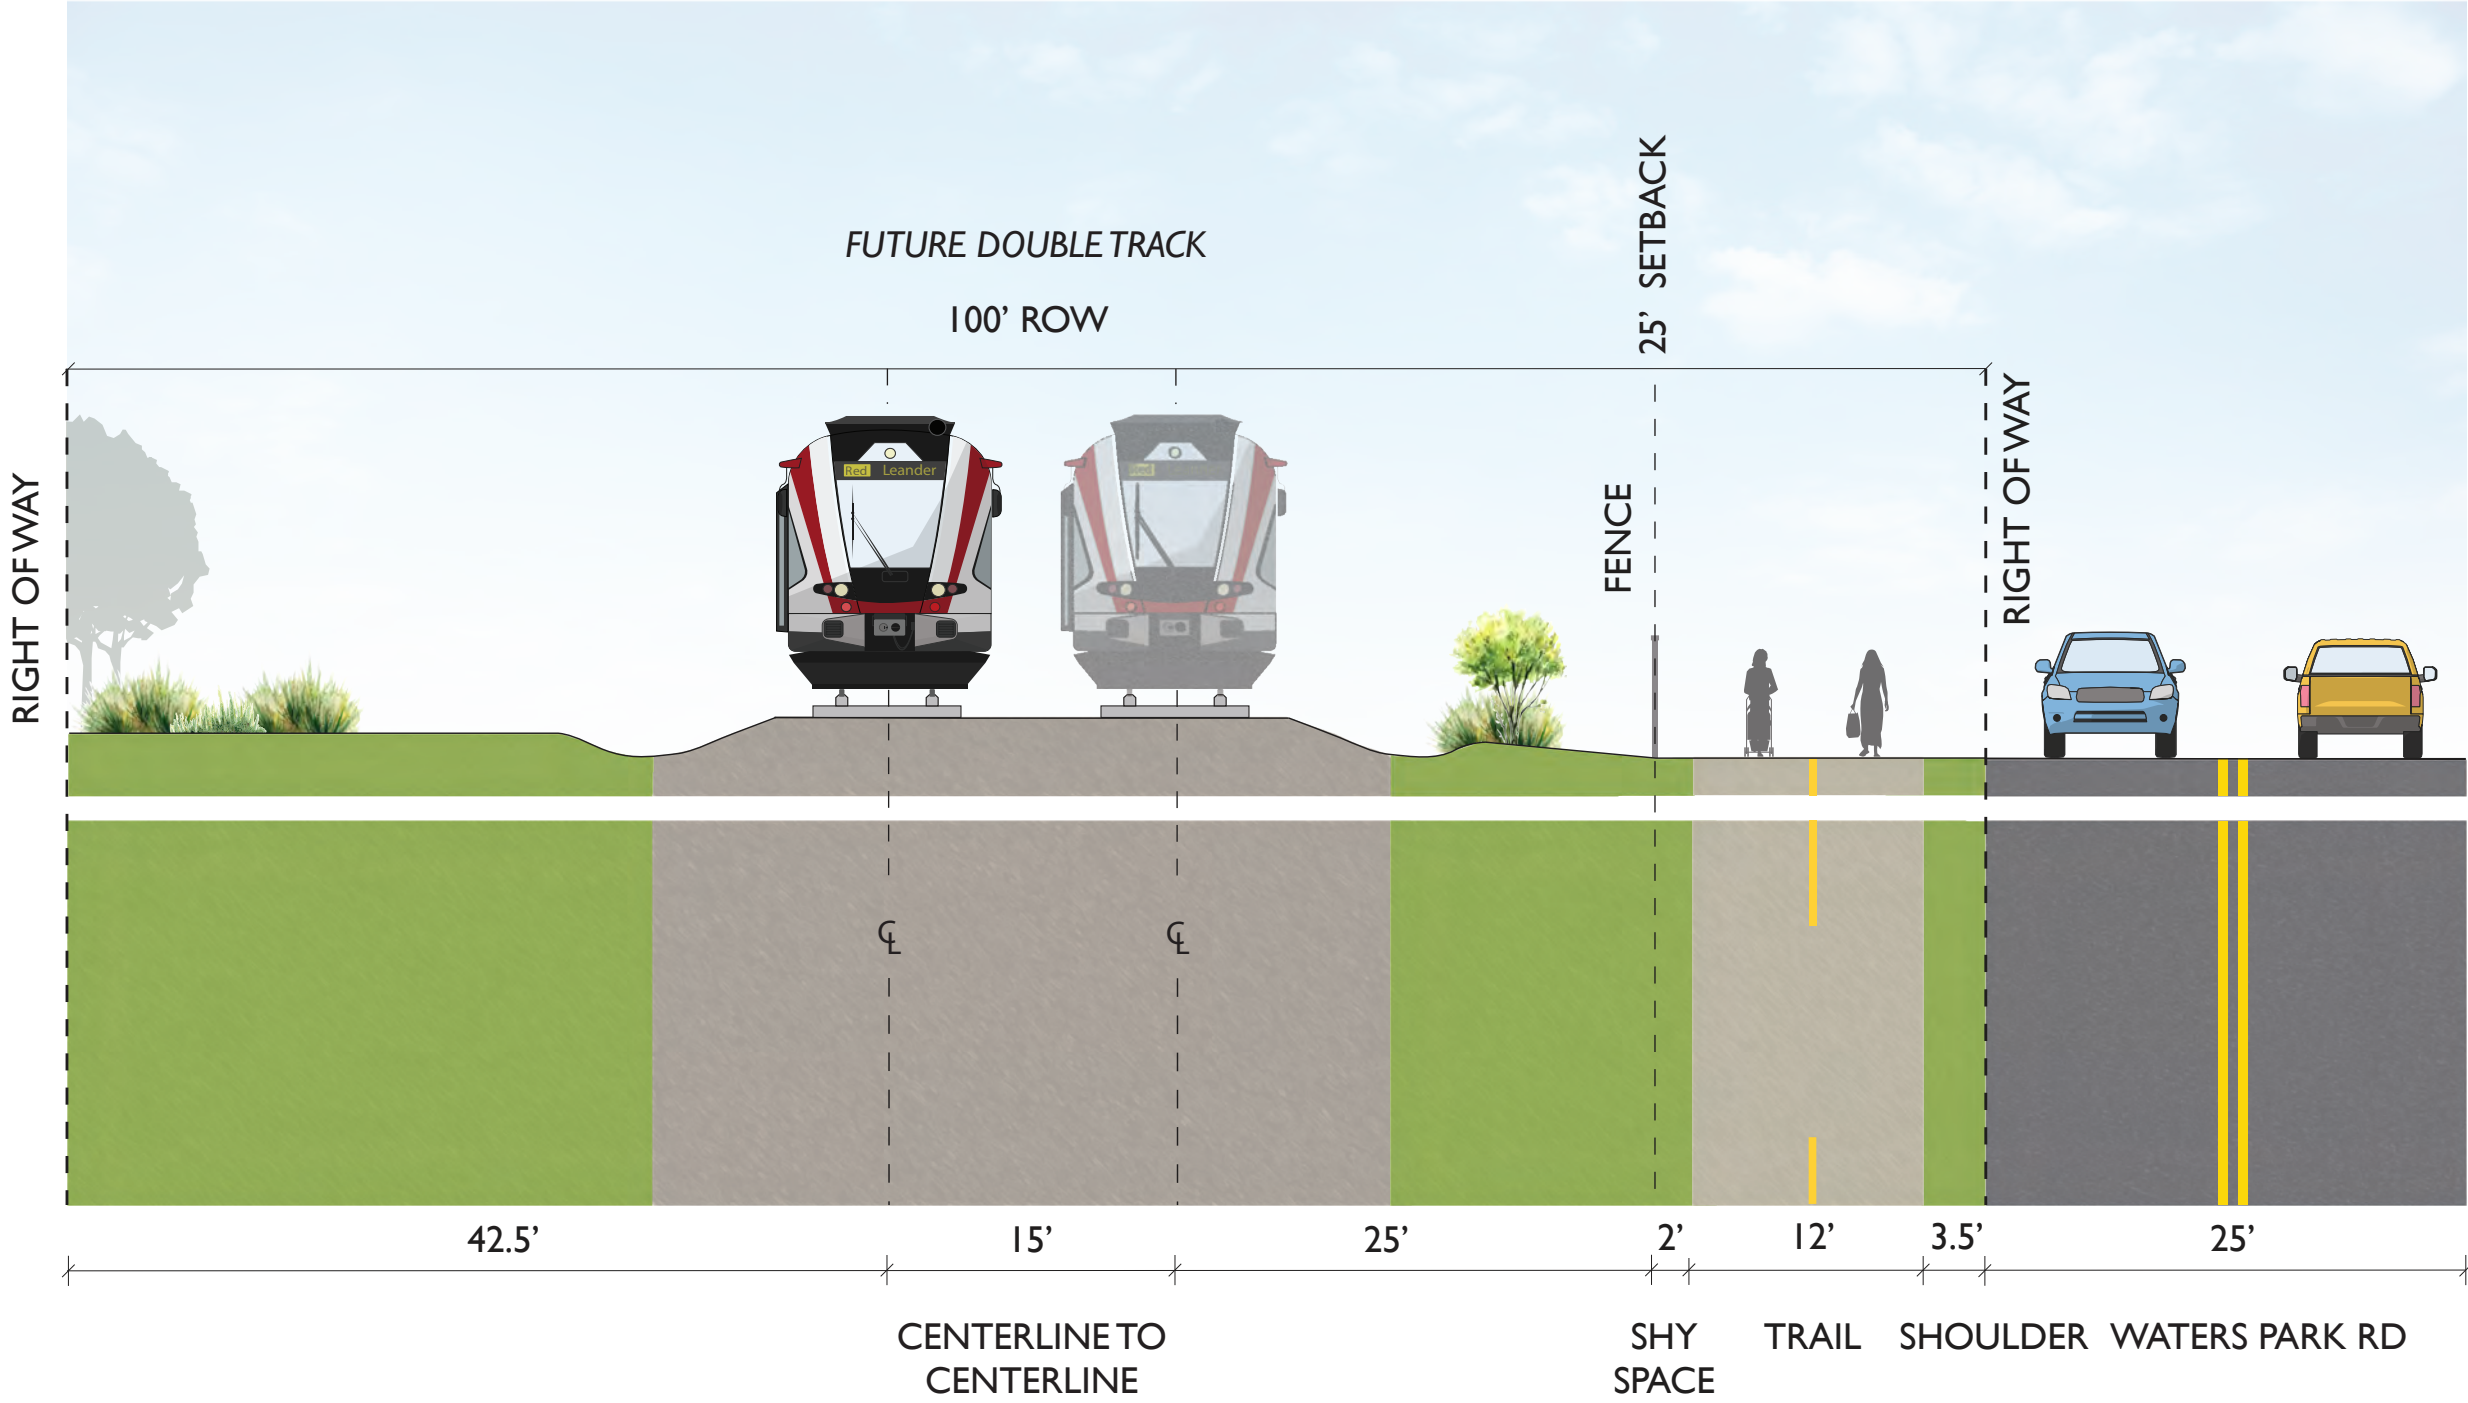 FUTURE DOUBLE TRACK
100’ ROW
25’ SETBACK
RIGHT OF WAY
FENCE
RIGHT OF WAY
Red Leander
Red
℄
℄
42.5’
15’
25’
2’
12’
3.5’
25’
CENTERLINE TO
CENTERLINE
SHY
SPACE
TRAIL
SHOULDER
WATERS PARK RD